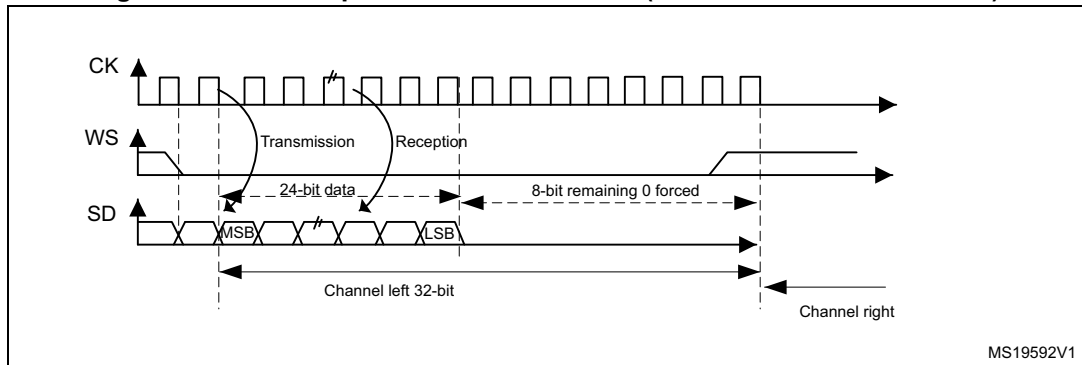 CK
WS
Transmission
Reception
24-bit data
8-bit remaining 0 forced
SD
MSB
LSB
Channel left 32-bit
Channel right
MS19592V1